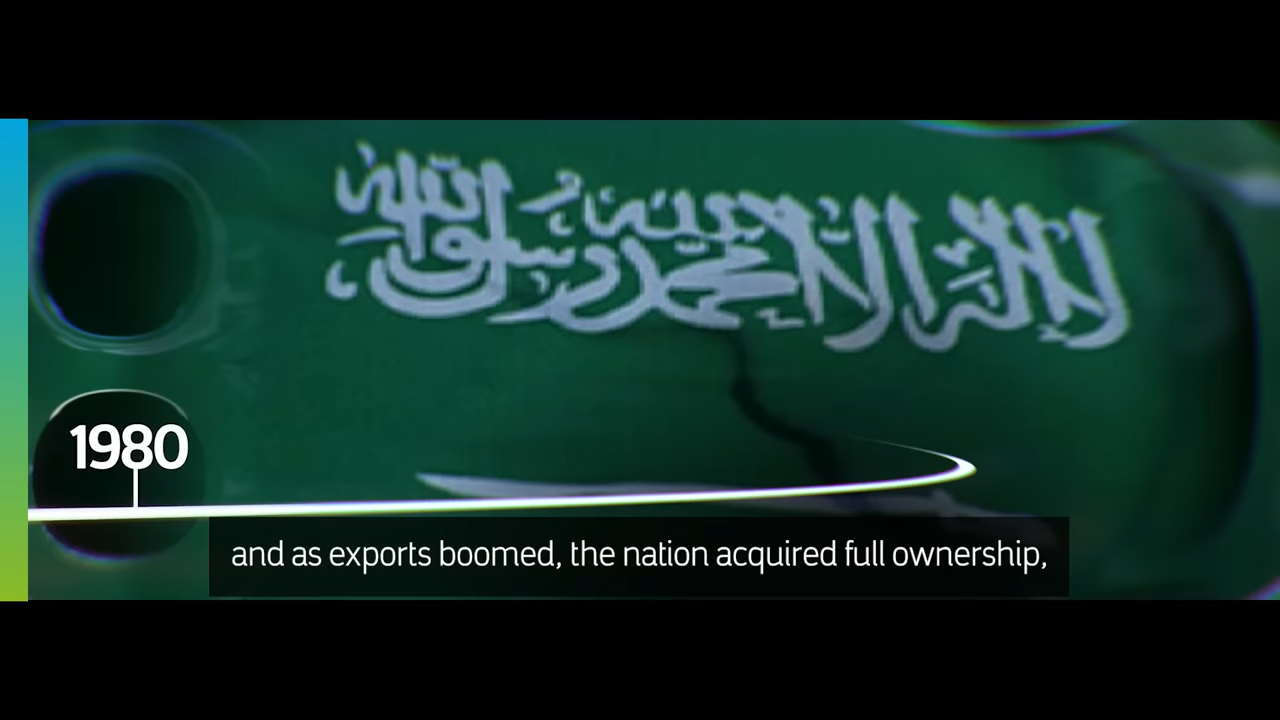 لا إله إلا الله محمد رسول الله
1980
and as exports boomed, the nation acquired full ownership,